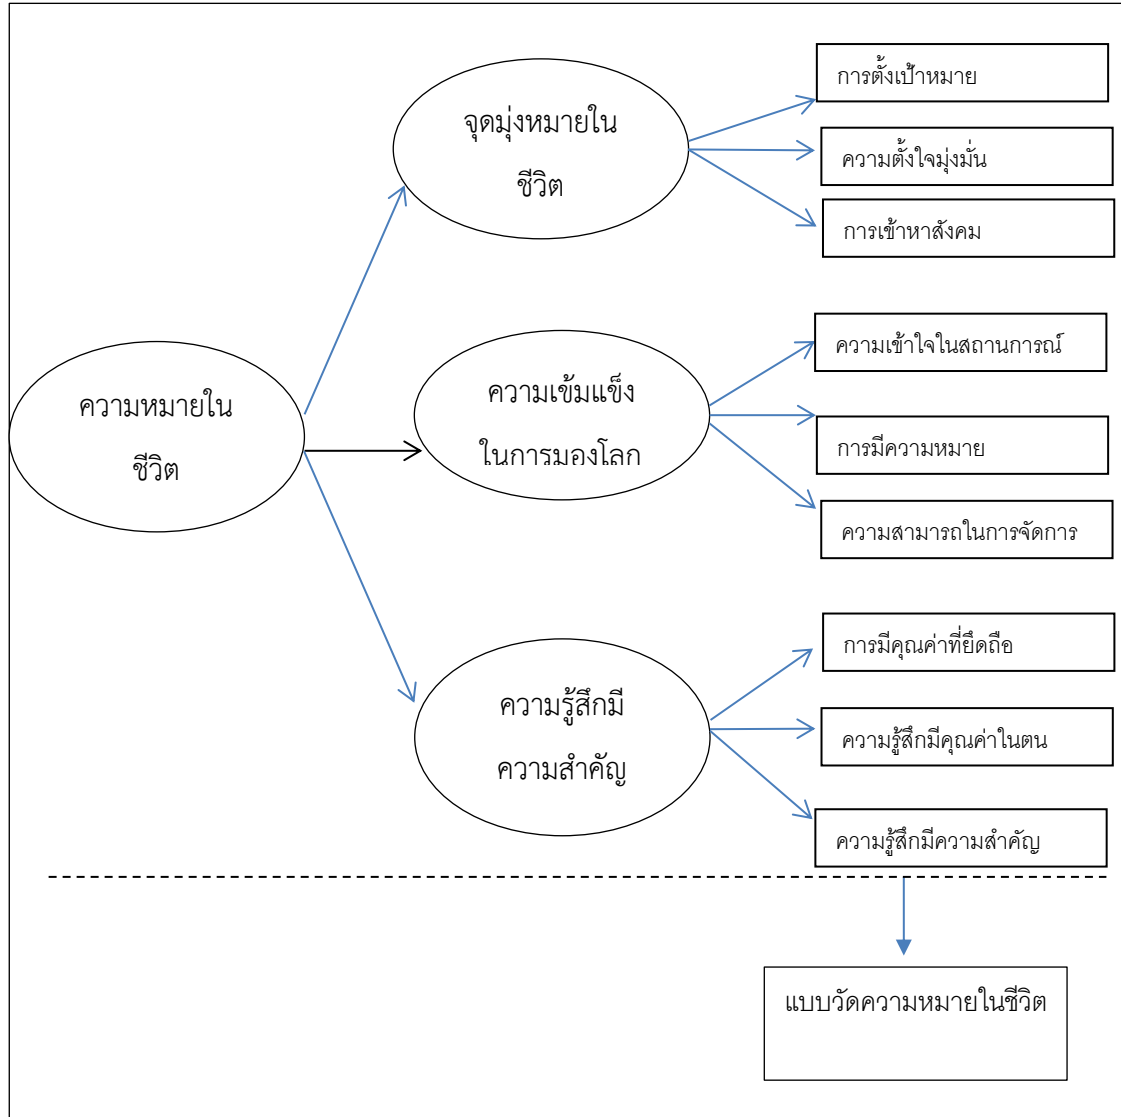 จุดมุ่งหมายใน
ชีวิต
การตั้งเป้าหมาย
ความตั้งใจมุ่งมั่น
การเข้าหาสังคม
ความหมายใน
ชีวิต
ความเข้มแข็ง
ในการมองโลก
ความเข้าใจในสถานการณ์
การมีความหมาย
ความสามารถในการจัดการ
ความรู้สึกมี
ความสำคัญ
การมีคุณค่าที่ยึดถือ
ความรู้สึกมีคุณค่าในตน
ความรู้สึกมีความสำคัญ
แบบวัดความหมายในชีวิต